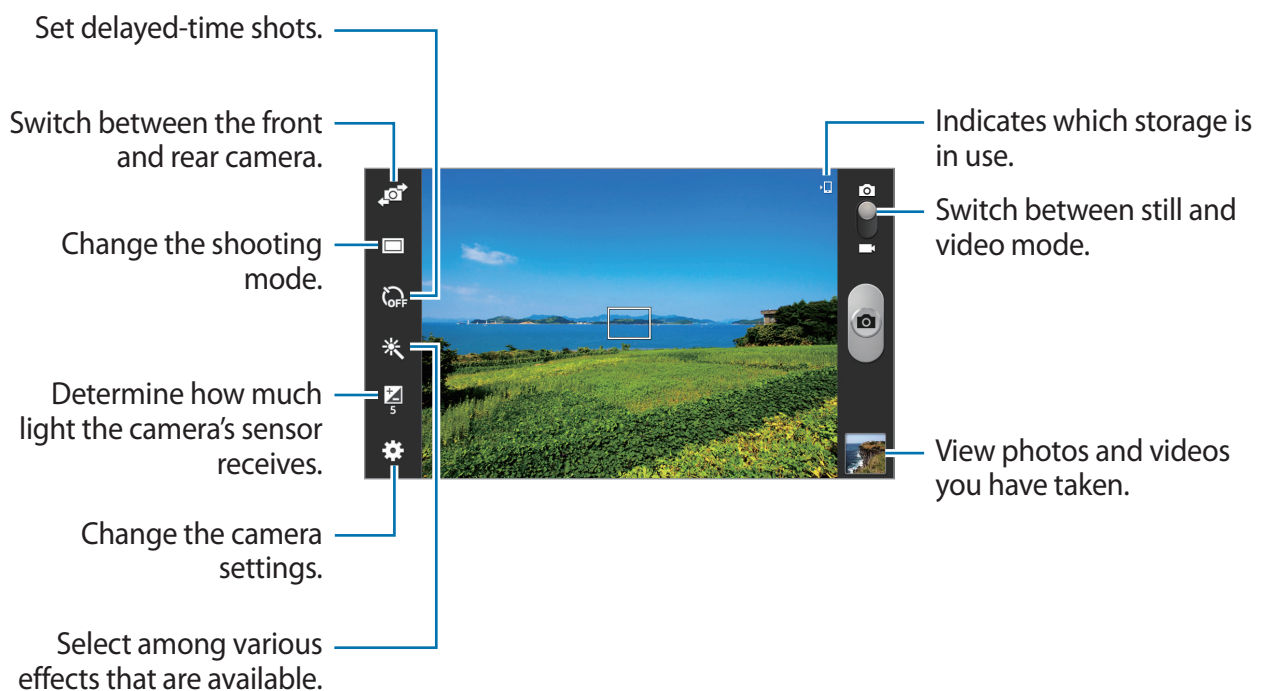 Set delayed-time shots.
Switch between the front
and rear camera.
Change the shooting
mode.
OFF
Determine how much
light the camera’s sensor
receives.
5
Change the camera
settings.
Select among various
effects that are available.
Indicates which storage is
in use.
Switch between still and
video mode.
View photos and videos
you have taken.